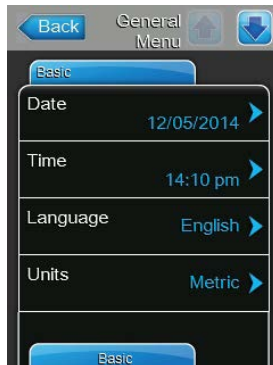 Back
General
Menu
Basic
Date
12/05/2014
Time
14:10 pm
Language
English
Units
Metric
Basic